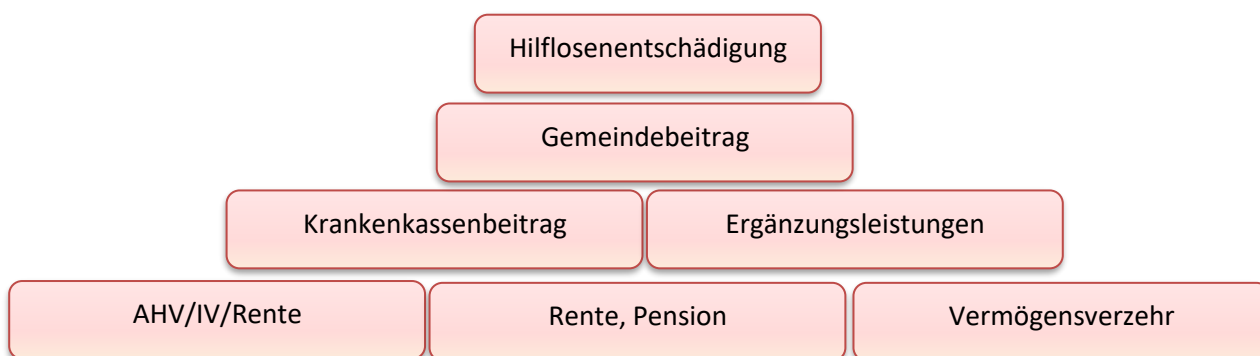 Hilflosenentschädigung
Gemeindebeitrag
Krankenkassenbeitrag
Ergänzungsleistungen
AHV/IV/Rente
Rente, Pension
Vermögensverzehr